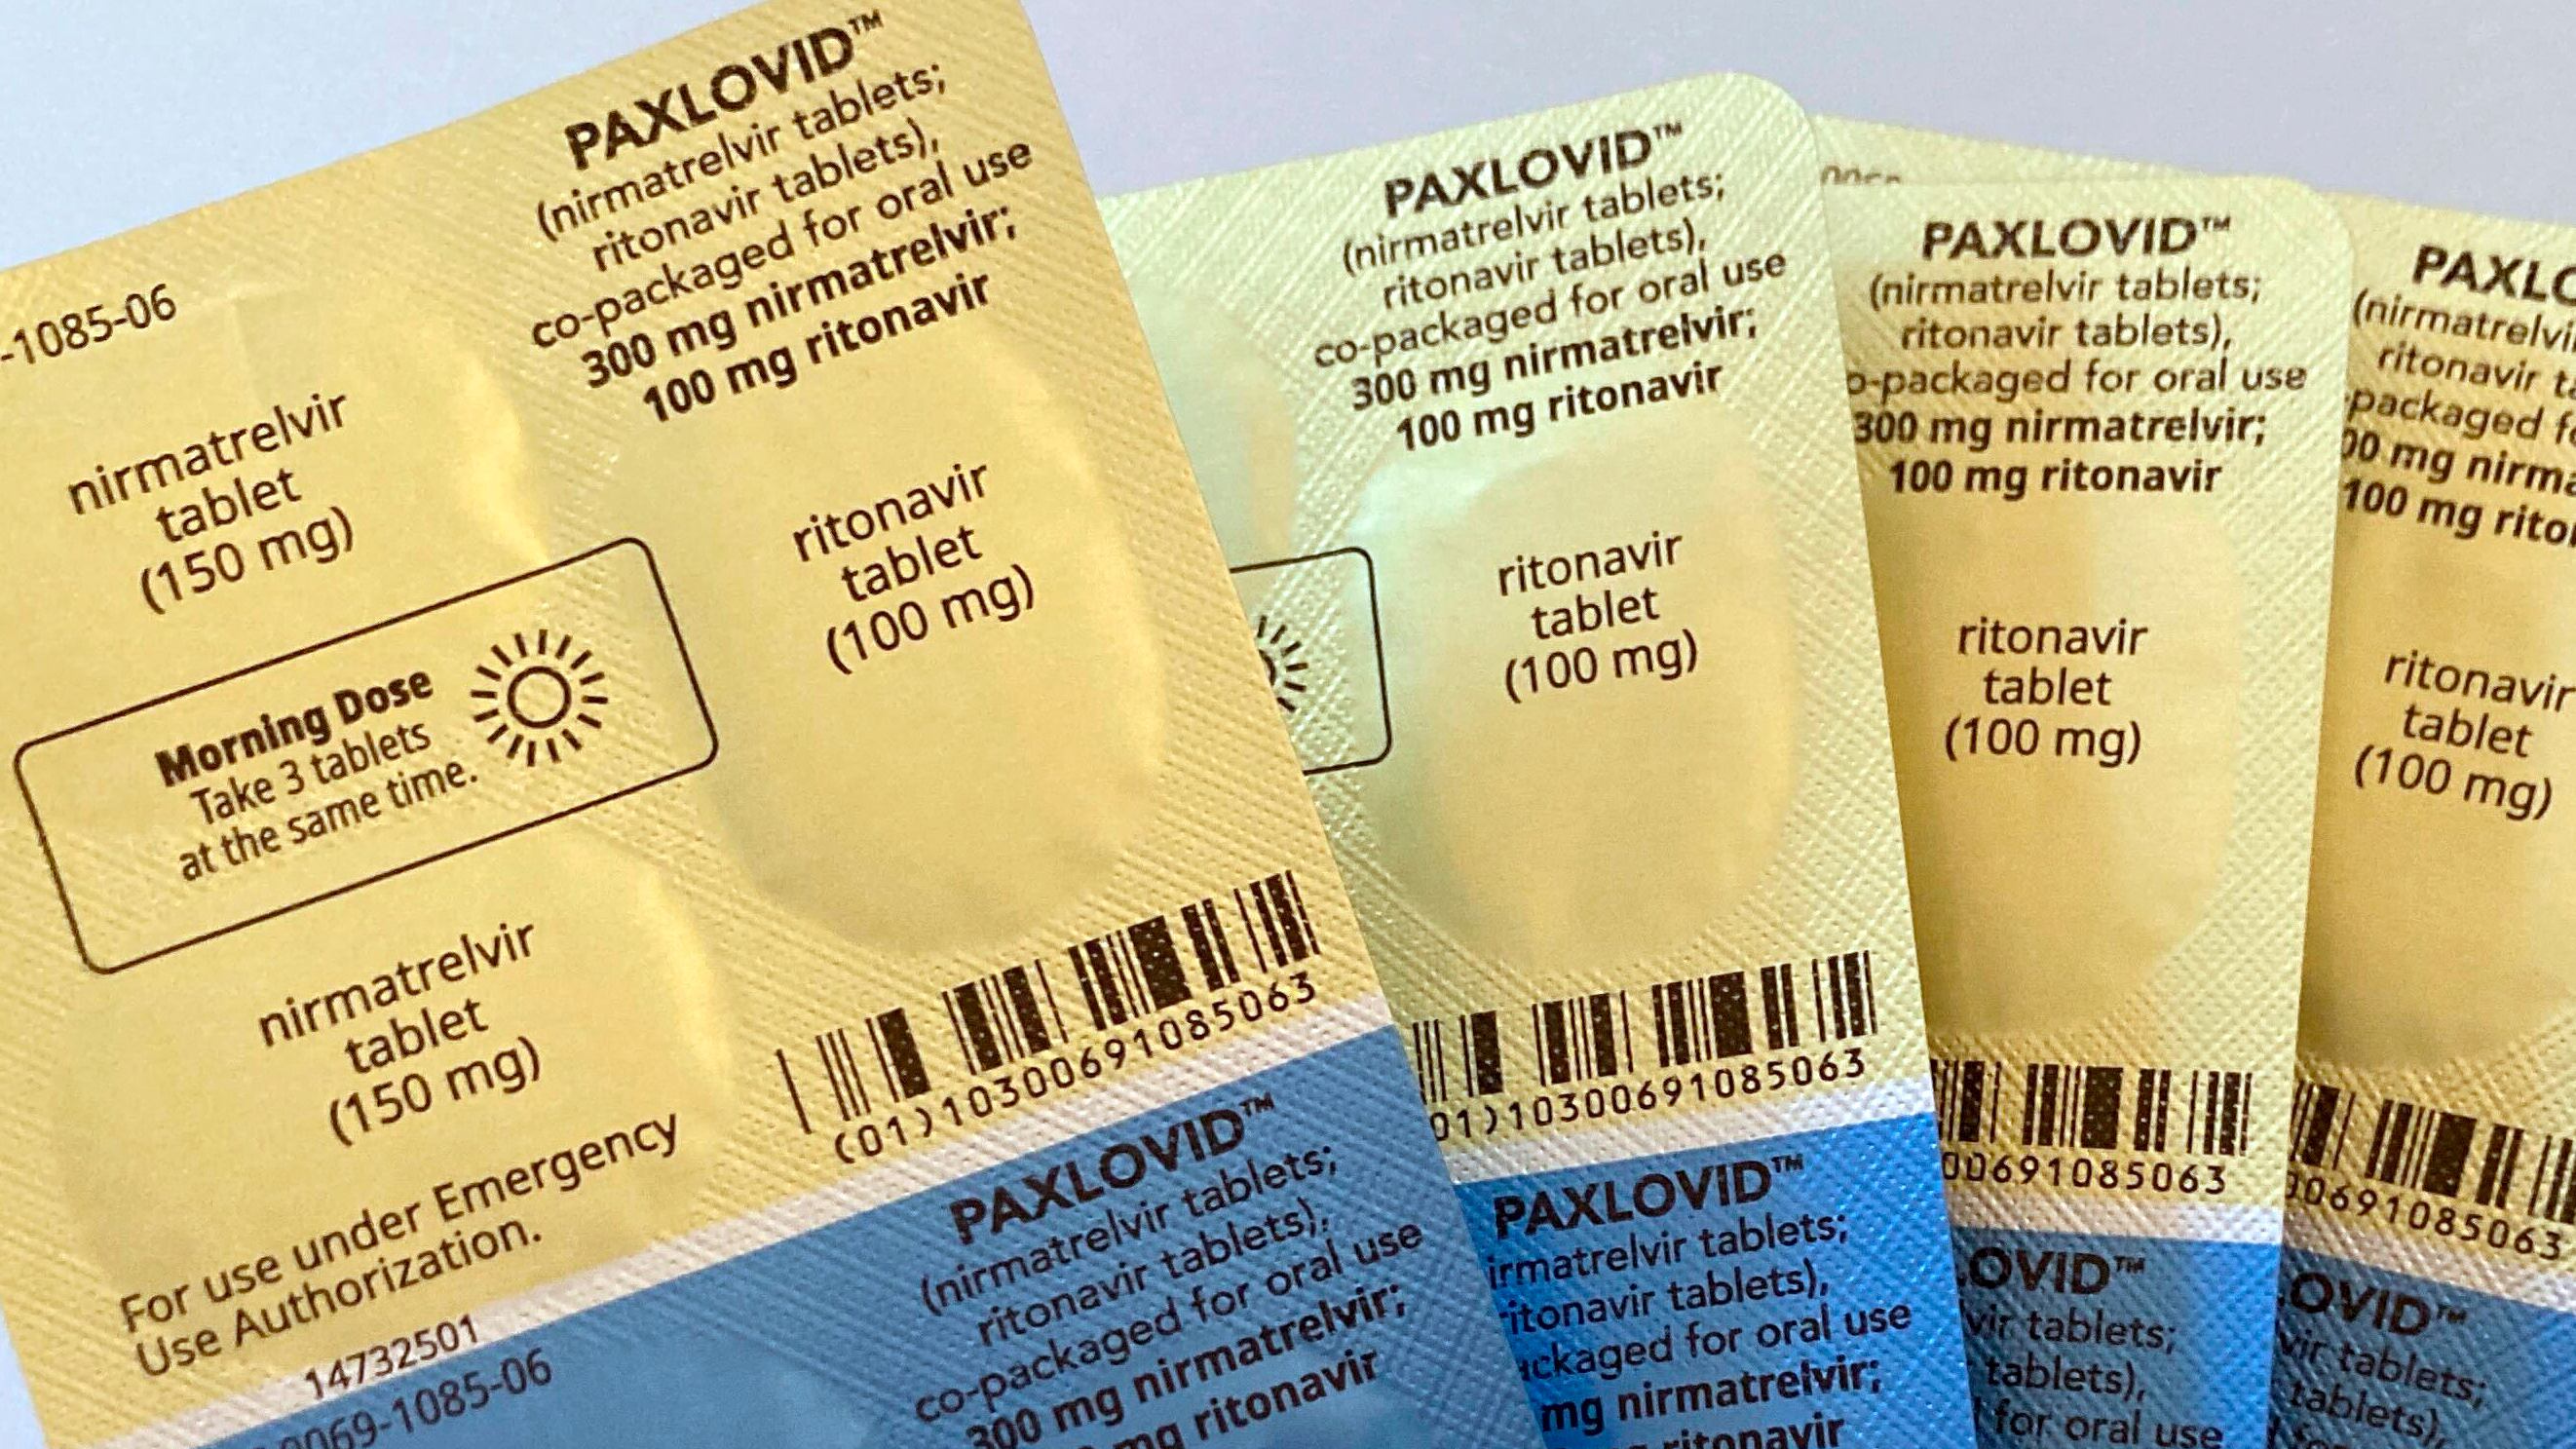 PAXLOVID™
(nirmatrelvir tablets;
ritonavir tablets),
co-packaged for oral use
300 mg nirmatrelvir;
100 mg ritonavir
-1085-06
nirmatrelvir
tablet
(150 mg)
ritonavir
tablet
(100 mg)
Morning Dose
Take 3 tablets
at the same time.
nirmatrelvir
tablet
(150 mg)
(01)10300691085063
For use under Emergency
Use Authorization.
14732501
0069-1085-06
PAXLOVID™
(nirmatrelvir tablets;
ritonavir tablets),
co-packaged for oral use
300 mg nirmatrelvir;
mg ritonavir
PAXLOVID™
(nirmatrelvir tablets;
ritonavir tablets),
co-packaged for oral use
300 mg nirmatrelvir;
100 mg ritonavir
ritonavir
tablet
(100 mg)
01)10300691085063
PAXLOVID™
irmatrelvir tablets;
ritonavir tablets),
ackaged for oral use
mg nirmatrelvir;
ritonavir
PAXLOVID™
(nirmatrelvir tablets;
ritonavir tablets),
o-packaged for oral use
300 mg nirmatrelvir;
100 mg ritonavir
ritonavir
tablet
(100 mg)
00691085063
OVID™
vir tablets;
tablets),
for oral use
PAXLO
(nirmatrelvi
ritonavir t
packaged f
00 mg nirma
100 mg rito
ritonavir
tablet
(100 mg)
00691085063
OVID™
vir tablets;
tablets),